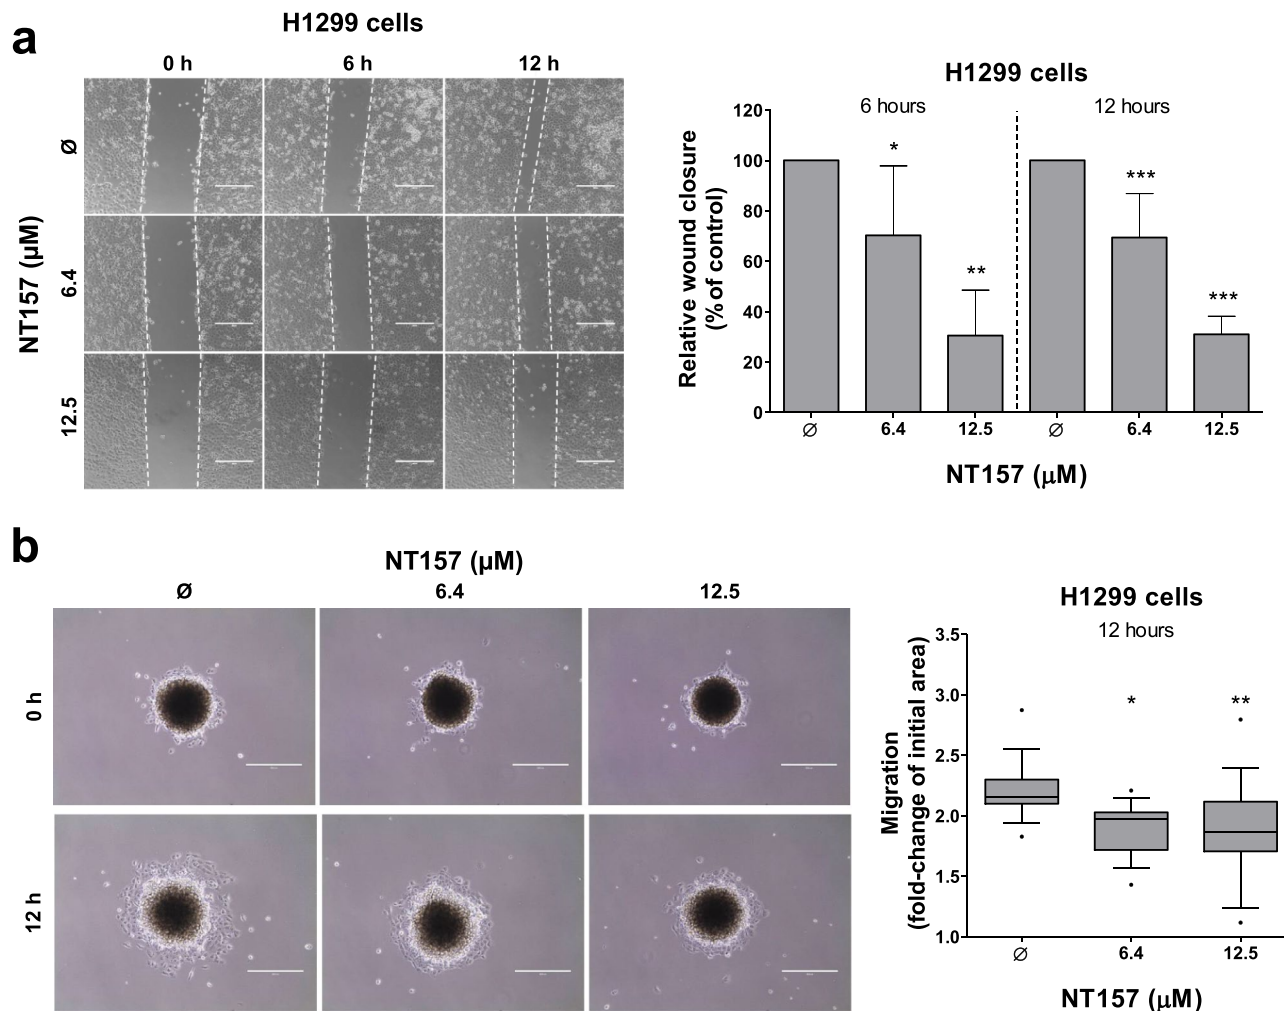 a
H1299 cells
0 h 6 h 12 h
NT157 (µM)
Ø
6.4
12.5
H1299 cells
6 hours 12 hours
Relative wound closure
(% of control)
120
100
80
60
40
20
0
* ** *** ***
Ø 6.4 12.5 Ø 6.4 12.5
NT157 (µM)
b
NT157 (µM)
Ø 6.4 12.5
0 h
12 h
H1299 cells
12 hours
Migration
(fold-change of initial area)
3.5
3.0
2.5
2.0
1.5
1.0
* **
Ø 6.4 12.5
NT157 (µM)